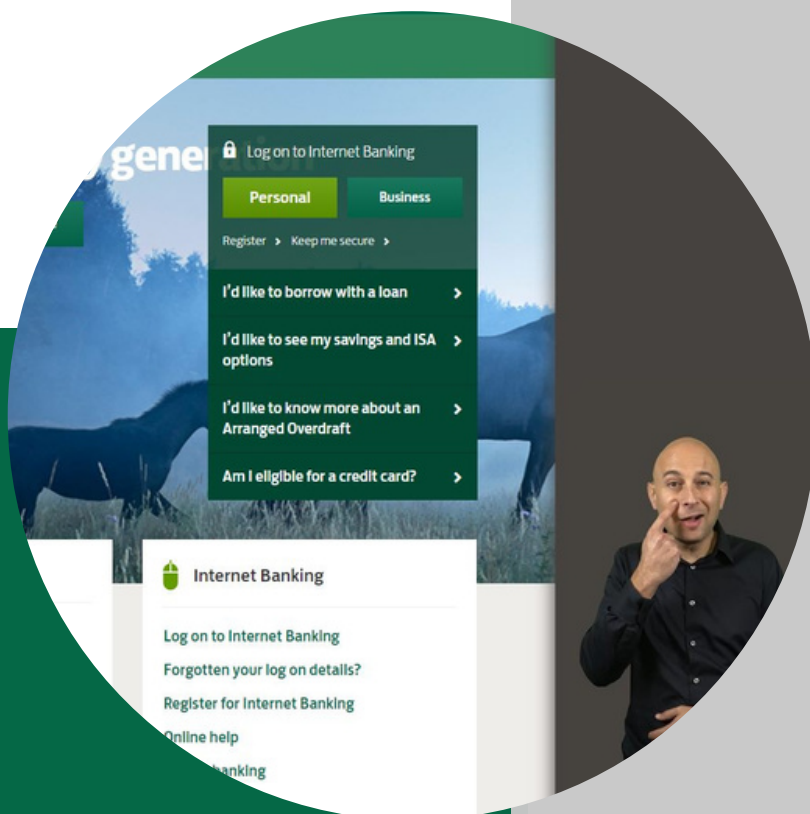 Log on to Internet Banking
Personal
Business
Register
Keep me secure
I'd like to borrow with a loan
I'd like to see my savings and ISA
options
I'd like to know more about an
Arranged Overdraft
Am I eligible for a credit card?
Internet Banking
Log on to Internet Banking
Forgotten your log on details?
Register for Internet Banking
Online help